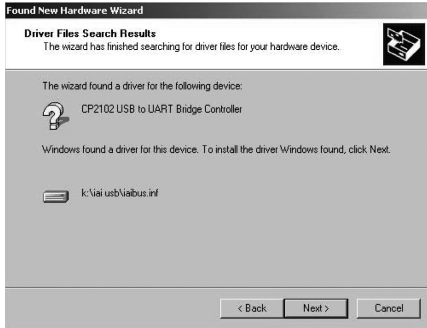 Found New Hardware Wizard
Driver Files Search Results
The wizard has finished searching for driver files for your hardware device.
The wizard found a driver for the following device:
CP2102 USB to UART Bridge Controller
Windows found a driver for this device. To install the driver Windows found, click Next.
k:\iai usb\iaibus.inf
< Back Next > Cancel